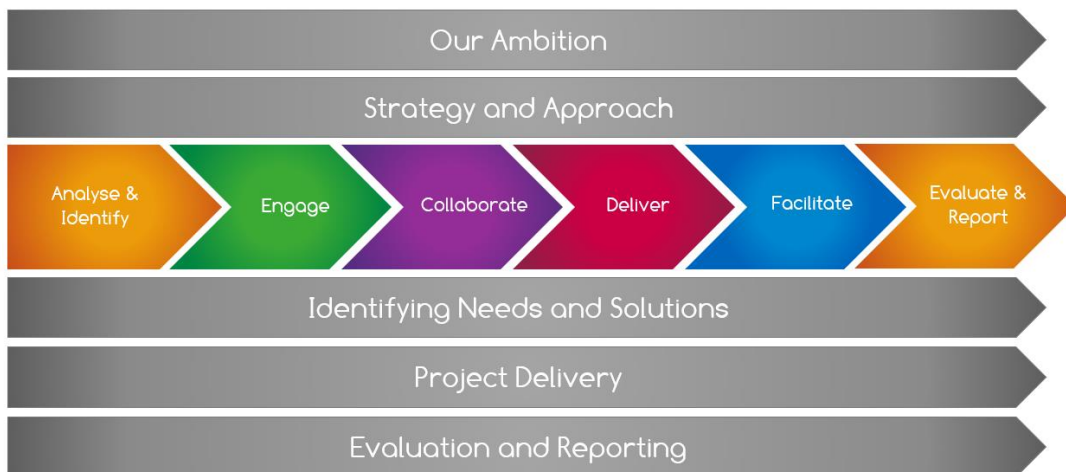 Our Ambition
Strategy and Approach
Analyse &
Identify
Engage
Collaborate
Deliver
Facilitate
Evaluate &
Report
Identifying Needs and Solutions
Project Delivery
Evaluation and Reporting